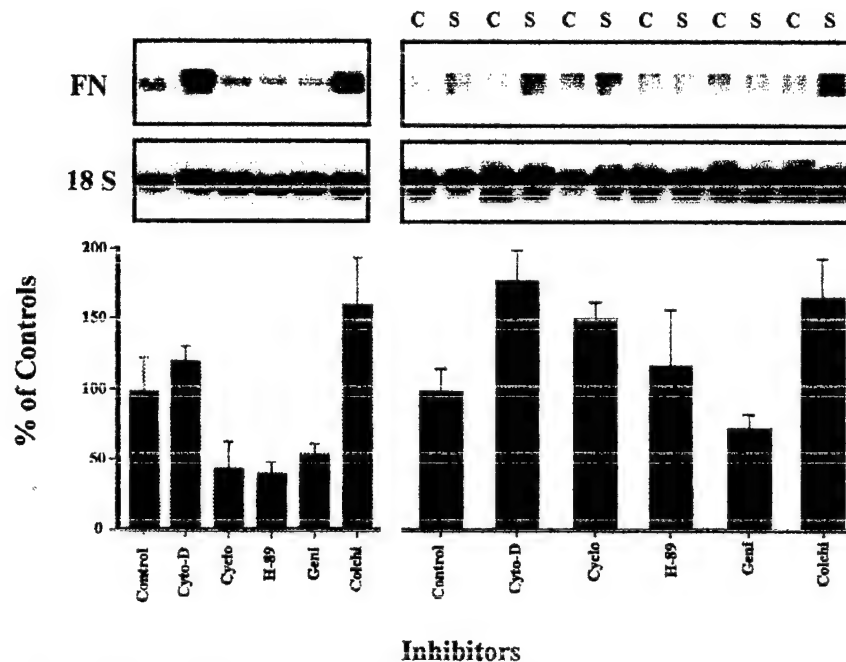 C S C S C S C S C S C S
FN
18 S
% of Controls
200
150
100
50
0
Control Cyto-D Cyclo H-89 Geni Colchi
Control Cyto-D Cyclo H-89 Geni Colchi
Inhibitors